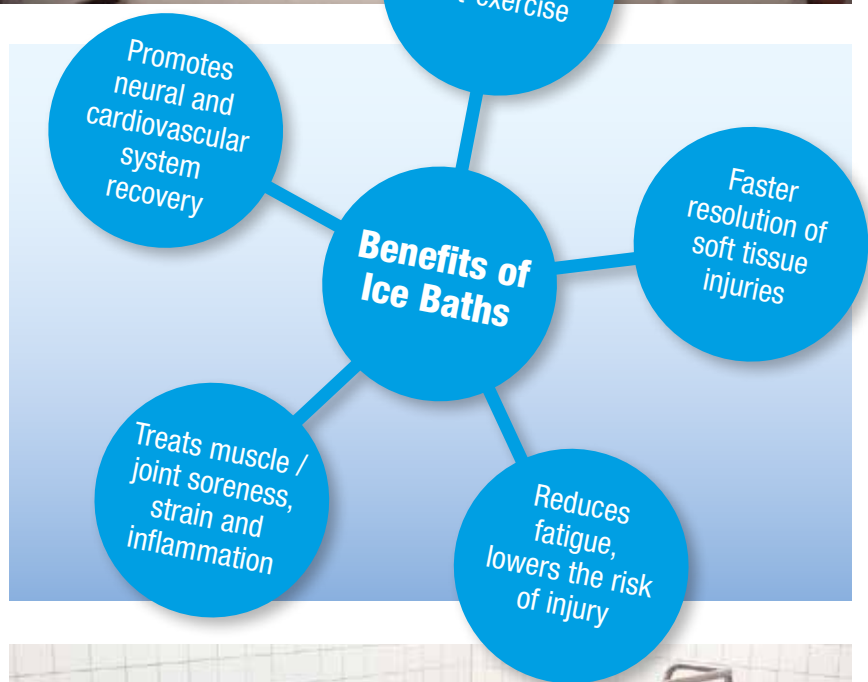 exercise
Promotes
neural and
cardiovascular
system
recovery
Faster
resolution of
soft tissue
injuries
Benefits of
Ice Baths
Treats muscle /
joint soreness,
strain and
inflammation
Reduces
fatigue,
lowers the risk
of injury